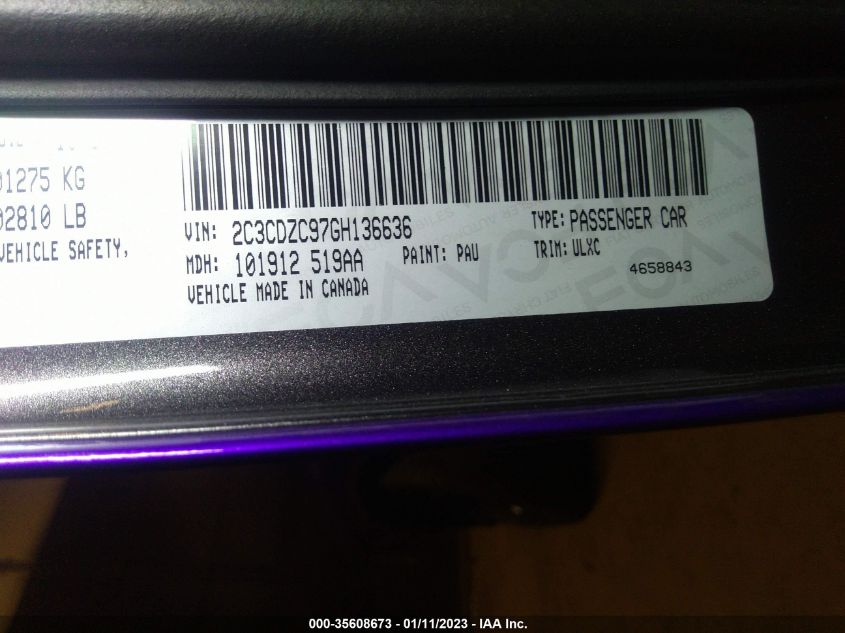 01275 KG
02810 LB
VEHICLE SAFETY,
VIN: 2C3CDZC97GH136636
TYPE: PASSENGER CAR
MDH: 101912 519AA
PAINT: PAU
TRIM: ULXC
VEHICLE MADE IN CANADA
4658843
000-35608673 - 01/11/2023 - IAA Inc.